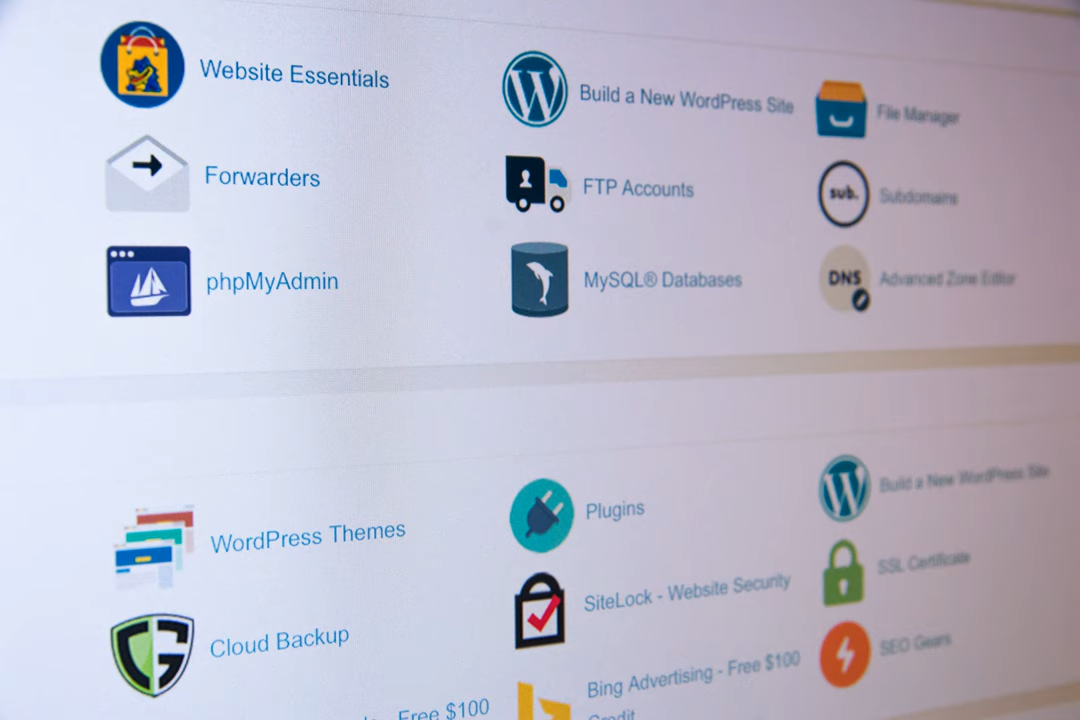 Website Essentials
Build a New WordPress Site
File Manager
Forwarders
FTP Accounts
sub.
Subdomains
phpMyAdmin
MySQL® Databases
DNS
Advanced Zone Editor
WordPress Themes
Plugins
Build a New WordPress Site
Cloud Backup
SiteLock - Website Security
SSL Certificate
Free $100
Bing Advertising - Free $100
Credit
SEO Gears